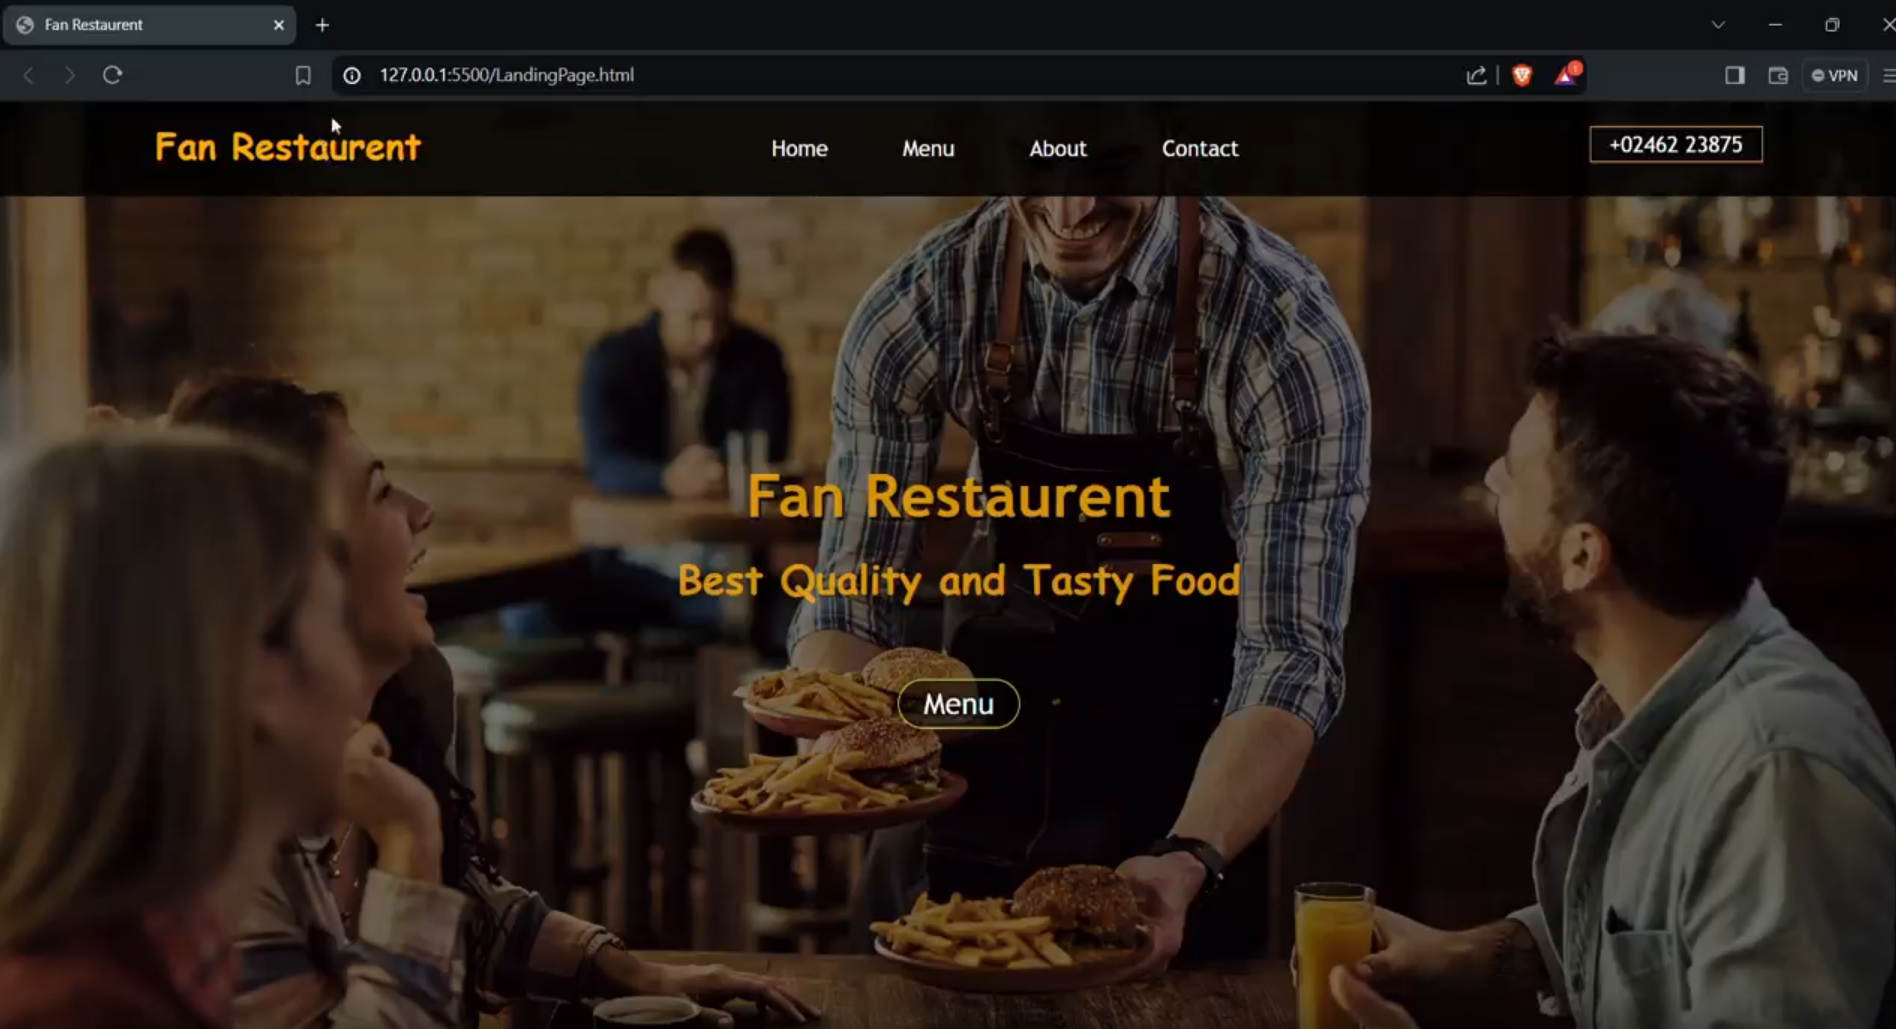 Fan Restaurent
127.0.0.1:5500/LandingPage.html
1
VPN
Fan Restaurent
Home Menu About Contact
+02462 23875
Fan Restaurent
Best Quality and Tasty Food
Menu